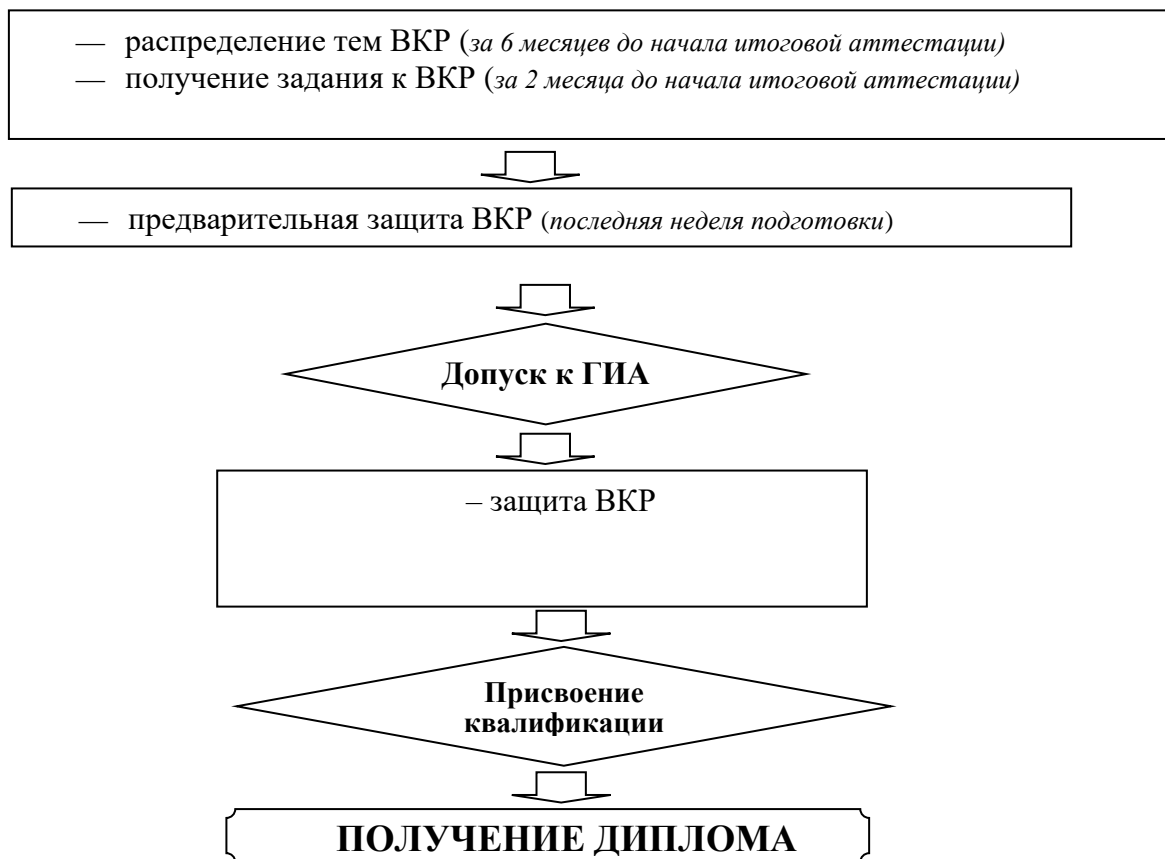 — распределение тем ВКР (за 6 месяцев до начала итоговой аттестации)
— получение задания к ВКР (за 2 месяца до начала итоговой аттестации)
— предварительная защита ВКР (последняя неделя подготовки)
Допуск к ГИА
– защита ВКР
Присвоение
квалификации
ПОЛУЧЕНИЕ ДИПЛОМА